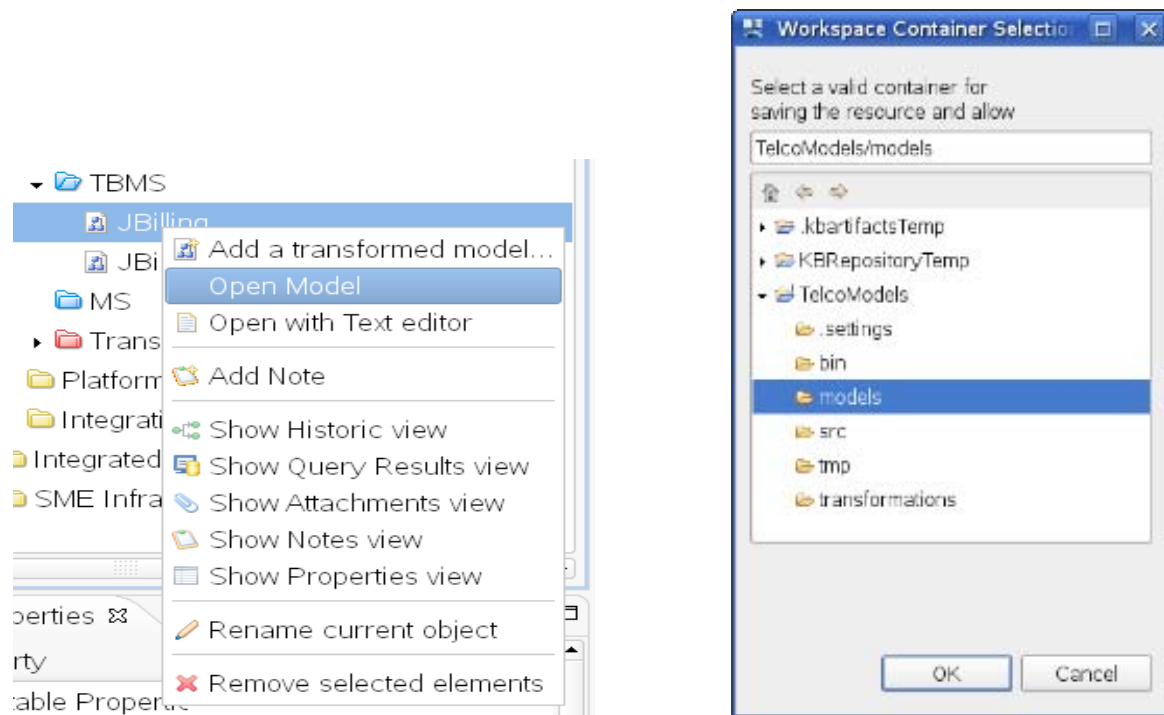 TBMS
JBilling
JBi
MS
Trans
Platform
Integrati
Integrated
SME Infra
Add a transformed model...
Open Model
Open with Text editor
Add Note
Show Historic view
Show Query Results view
Show Attachments view
Show Notes view
Show Properties view
Rename current object
Remove selected elements
perties
rty
table Propert
Workspace Container Selectio
Select a valid container for
saving the resource and allow
TelcoModels/models
.kbartifactsTemp
KBRepositoryTemp
TelcoModels
.settings
bin
models
src
tmp
transformations
OK
Cancel